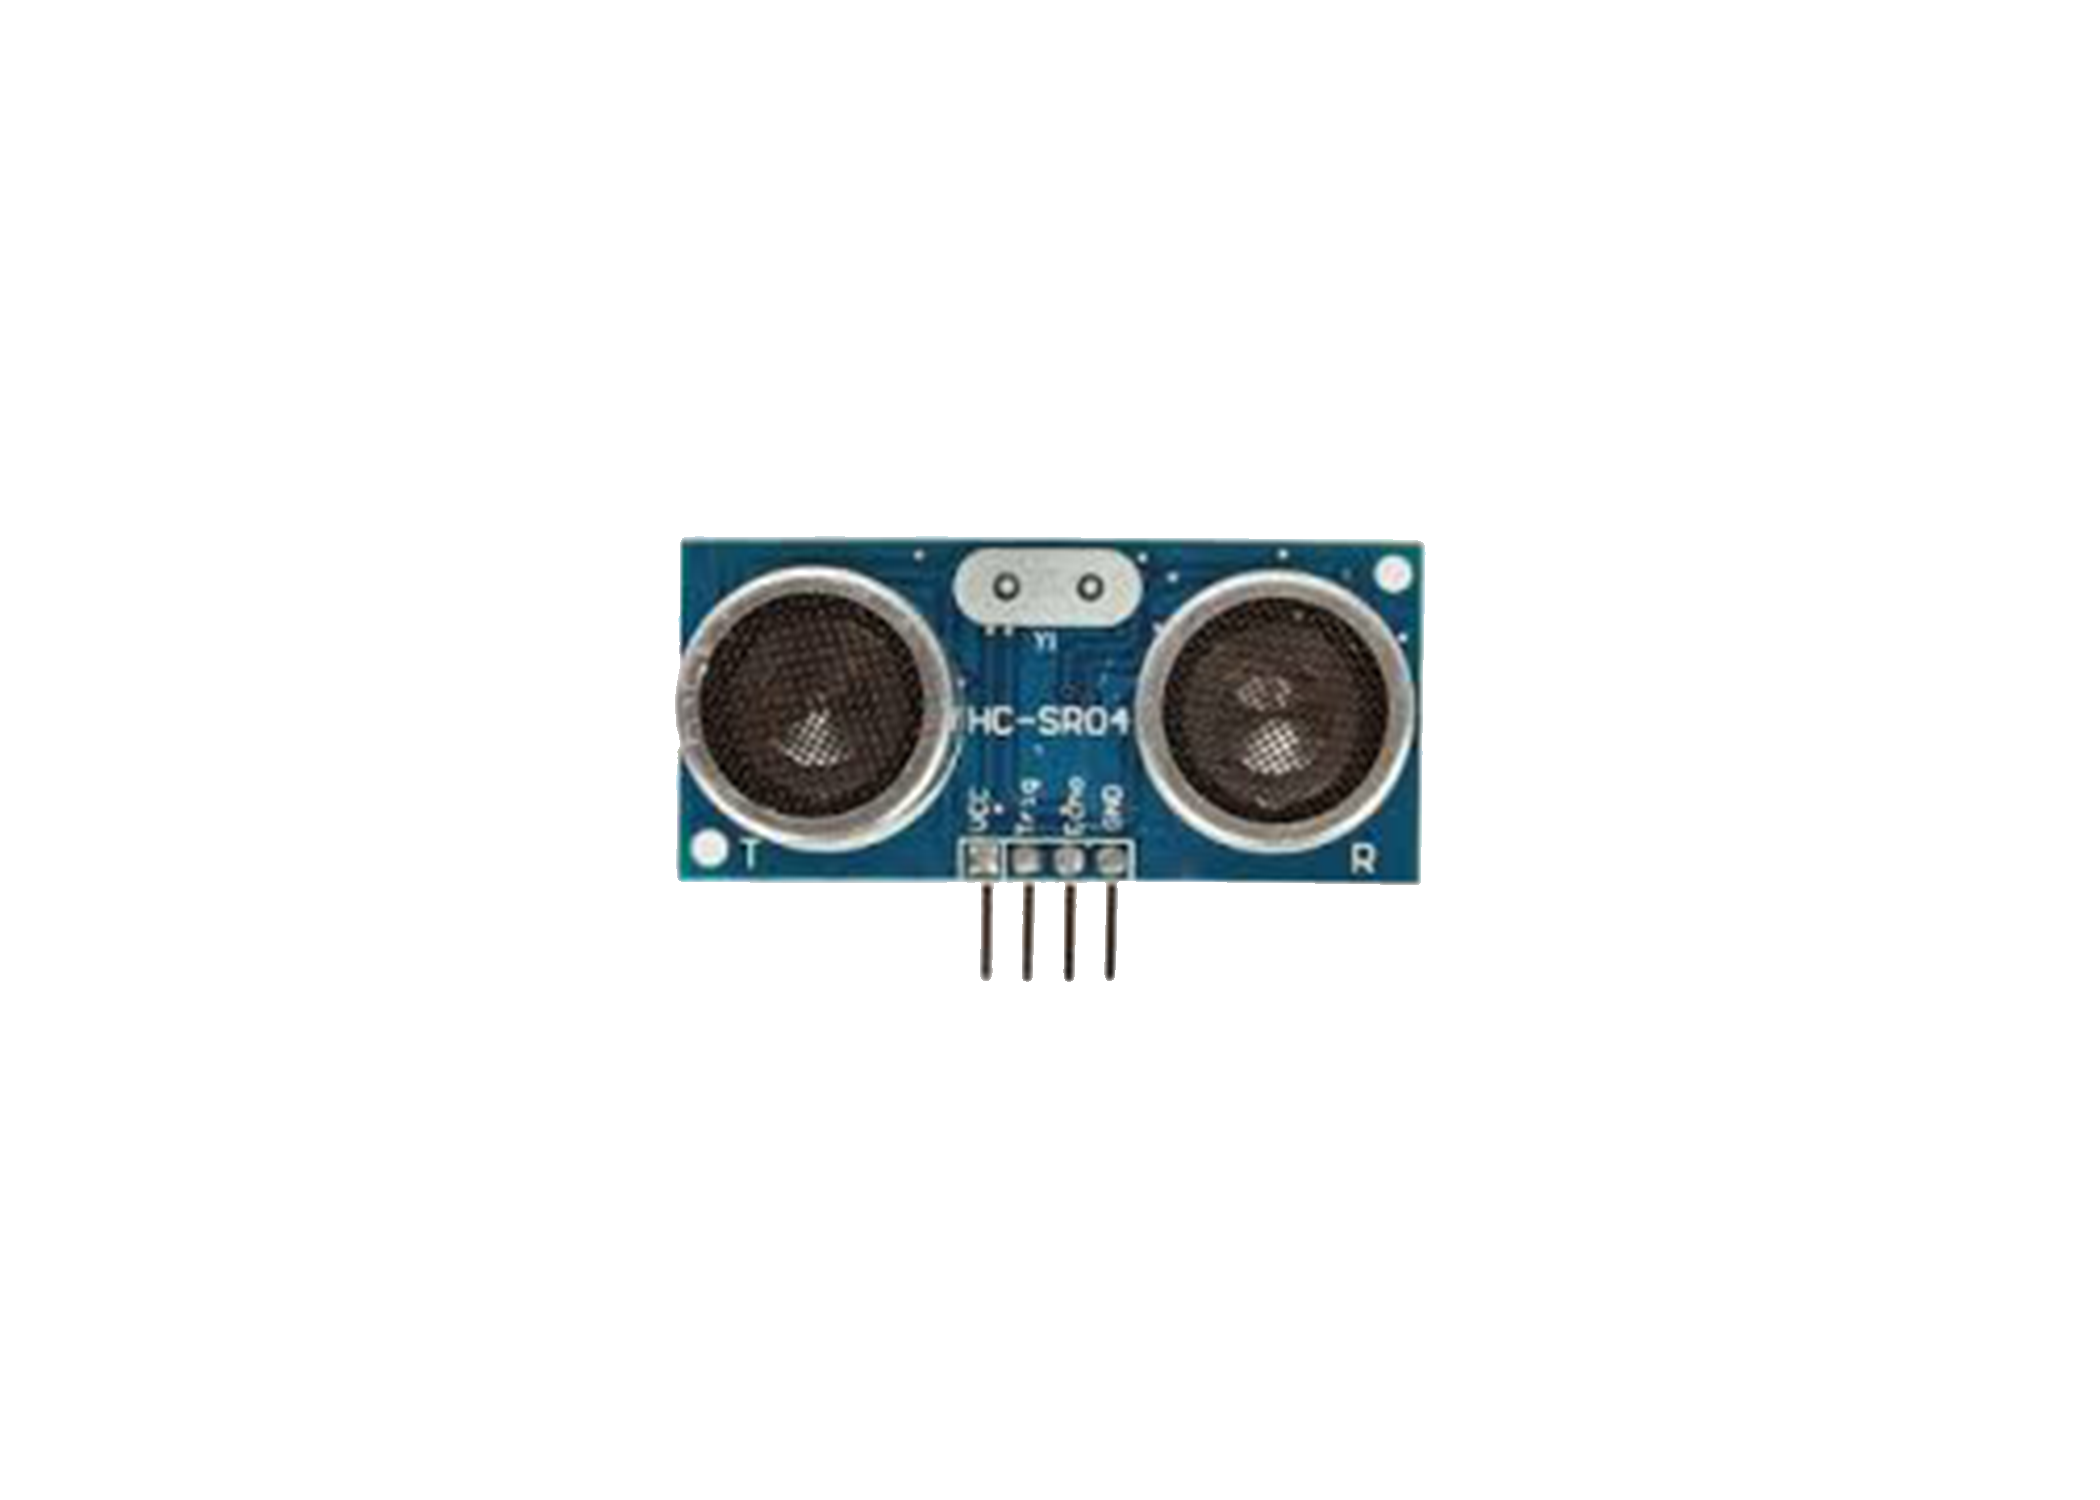 Y1
HC-SR04
VCC
Trig
Echo
GND
T
R